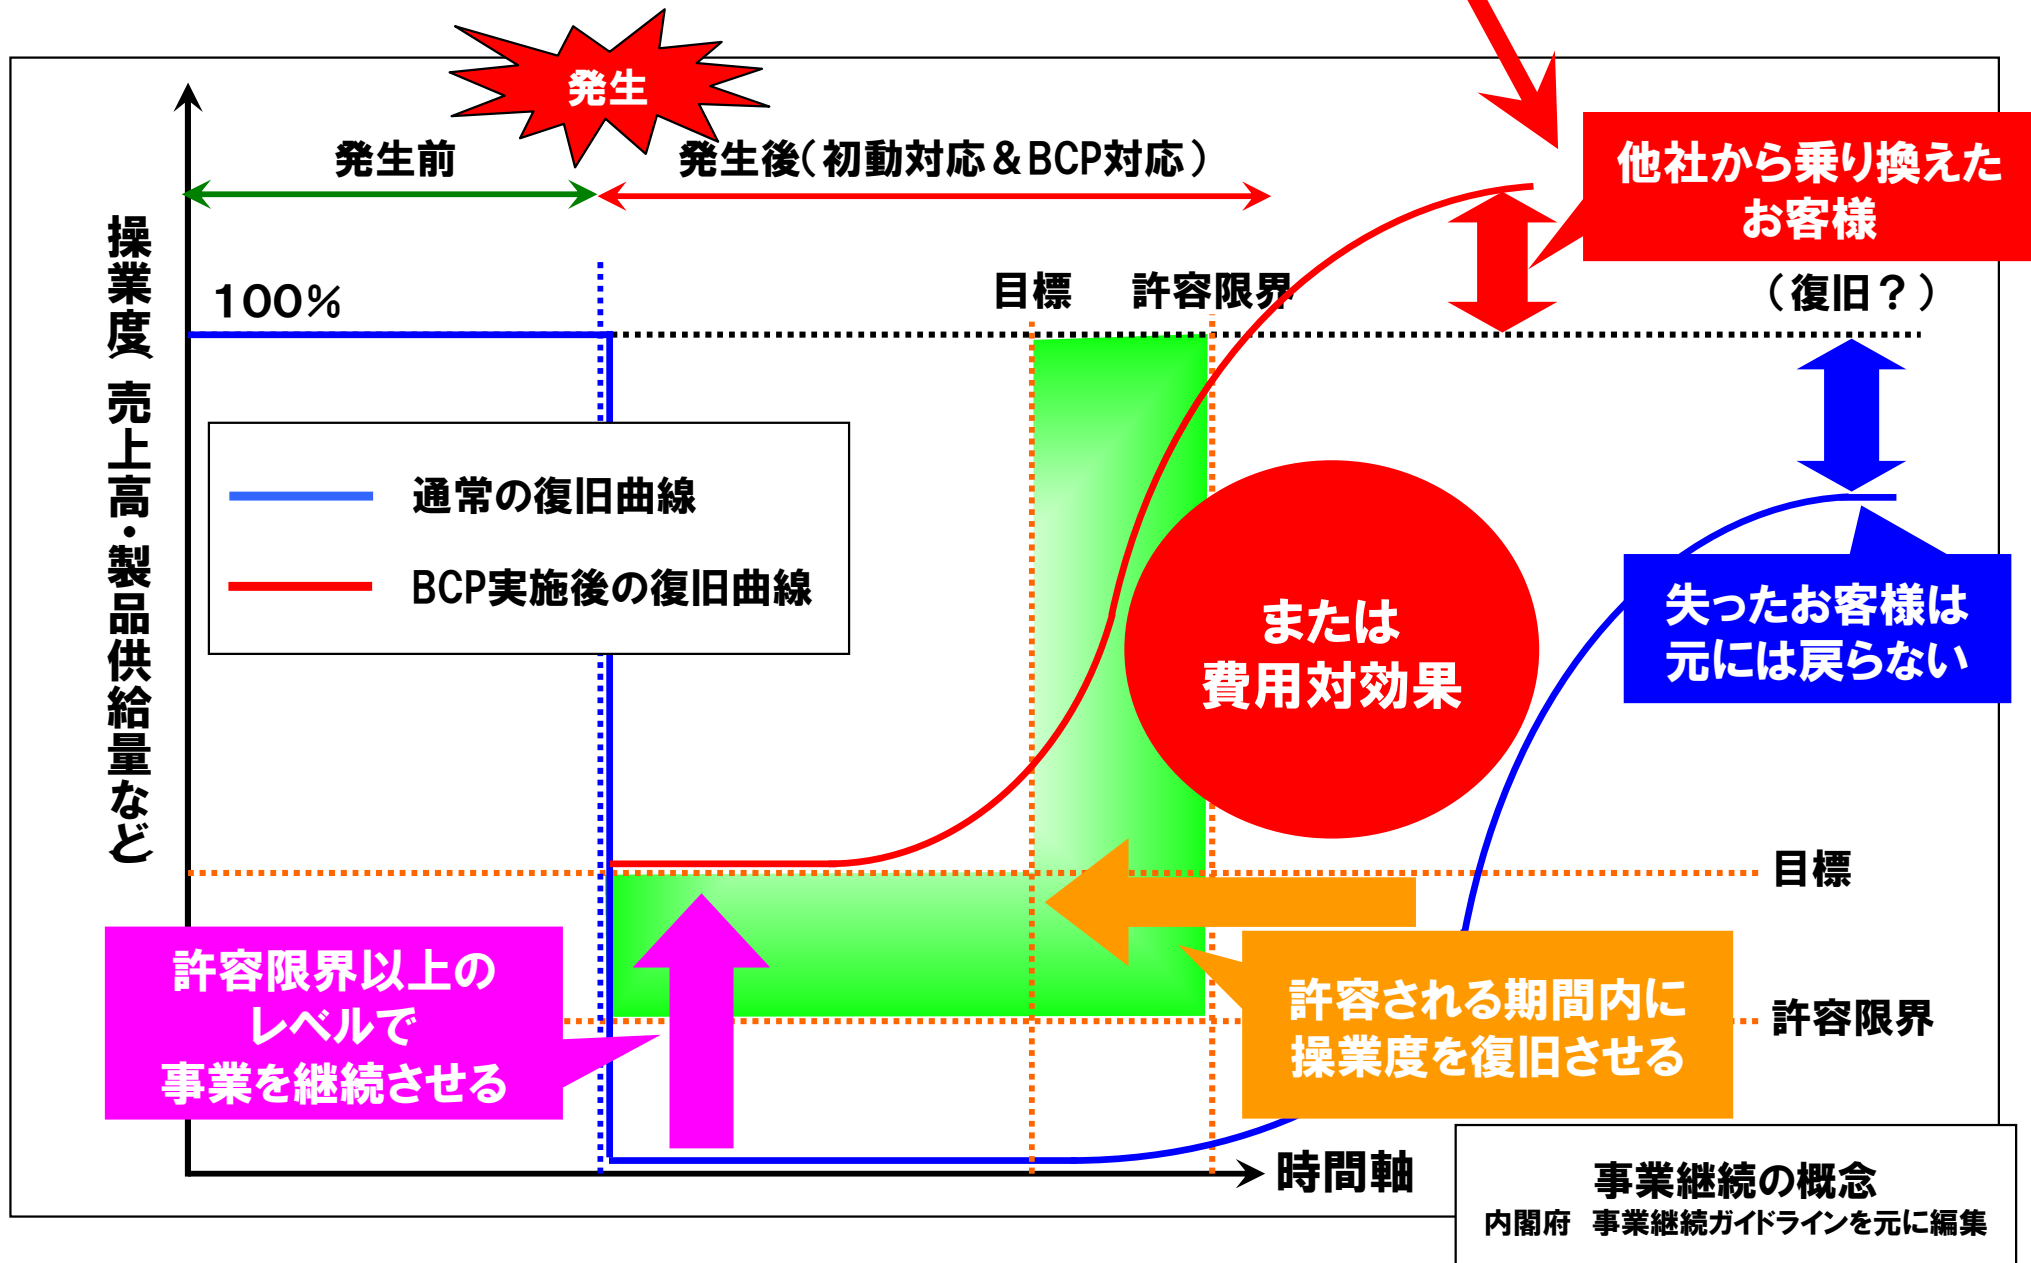 発生
発生前
発生後（初動対応＆BCP対応）
他社から乗り換えた
お客様
操業度（売上高・製品供給量など）
100%
目標
許容限界
（復旧？）
通常の復旧曲線
BCP実施後の復旧曲線
または
費用対効果
失ったお客様は
元には戻らない
目標
許容限界以上の
レベルで
事業を継続させる
許容される期間内に
操業度を復旧させる
許容限界
時間軸
事業継続の概念
内閣府　事業継続ガイドラインを元に編集